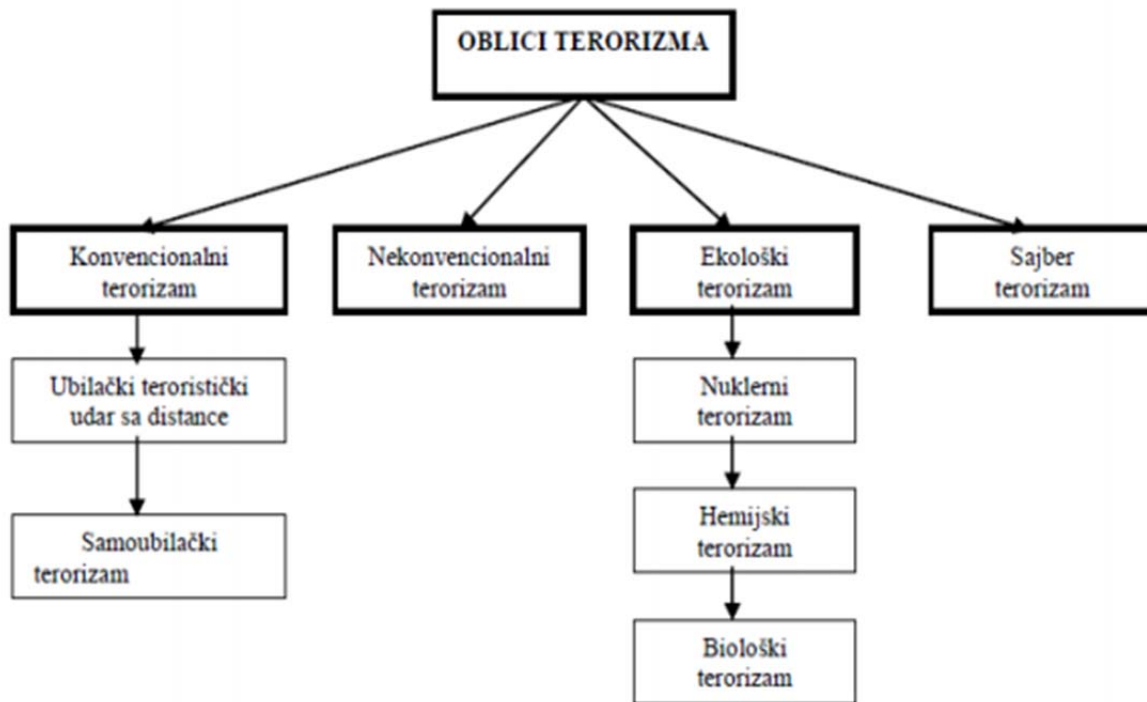 OBLICI TERORIZMA
Konvencionalni
terorizam
Nekonvencionalni
terorizam
Ekološki
terorizam
Sajber
terorizam
Ubilački teroristički
udar sa distance
Nuklerni
terorizam
Samoubilački
terorizam
Hemijski
terorizam
Biološki
terorizam